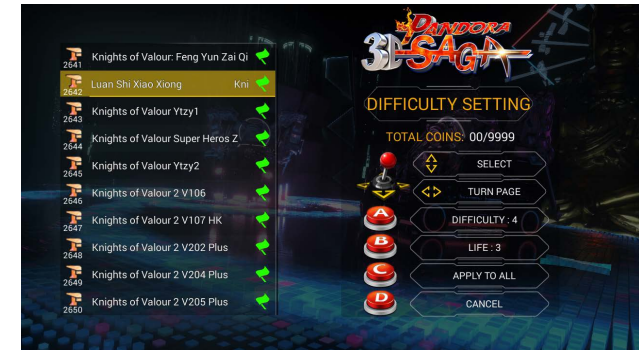 2641 Knights of Valour: Feng Yun Zai Qi
2642 Luan Shi Xiao Xiong Kni
2643 Knights of Valour Ytzy1
2644 Knights of Valour Super Heros Z
2645 Knights of Valour Ytzy2
2646 Knights of Valour 2 V106
2647 Knights of Valour 2 V107 HK
2648 Knights of Valour 2 V202 Plus
2649 Knights of Valour 2 V204 Plus
2650 Knights of Valour 2 V205 Plus
PANDORA
3D SAGA
DIFFICULTY SETTING
TOTAL COINS: 00/9999
SELECT
TURN PAGE
A DIFFICULTY : 4
B LIFE : 3
C APPLY TO ALL
D CANCEL